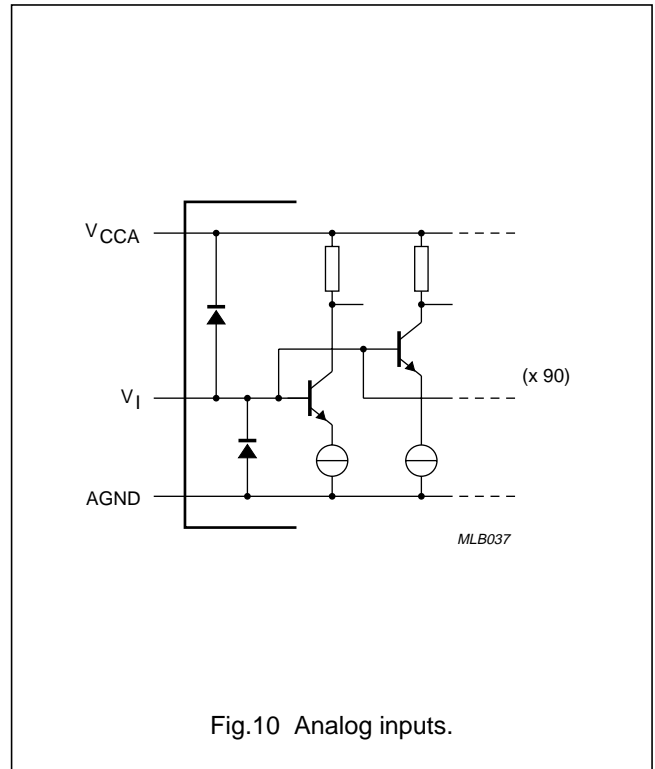 VCCA
(x 90)
VI
AGND
MLB037
Fig.10 Analog inputs.